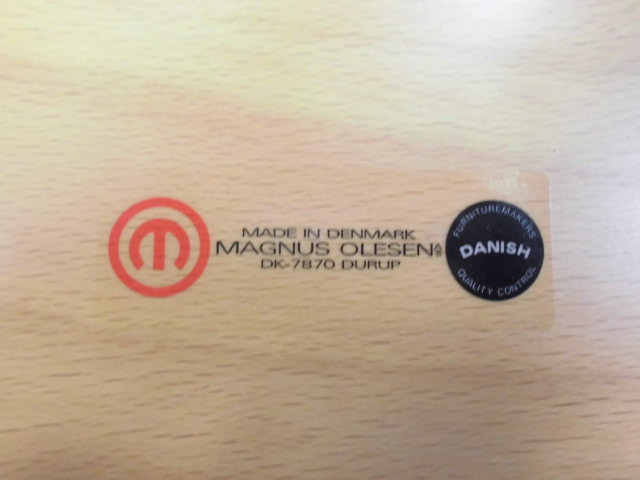 MADE IN DENMARK
MAGNUS OLESEN A/S
DK-7870 DURUP
FURNITUREMAKERS
DANISH
QUALITY CONTROL